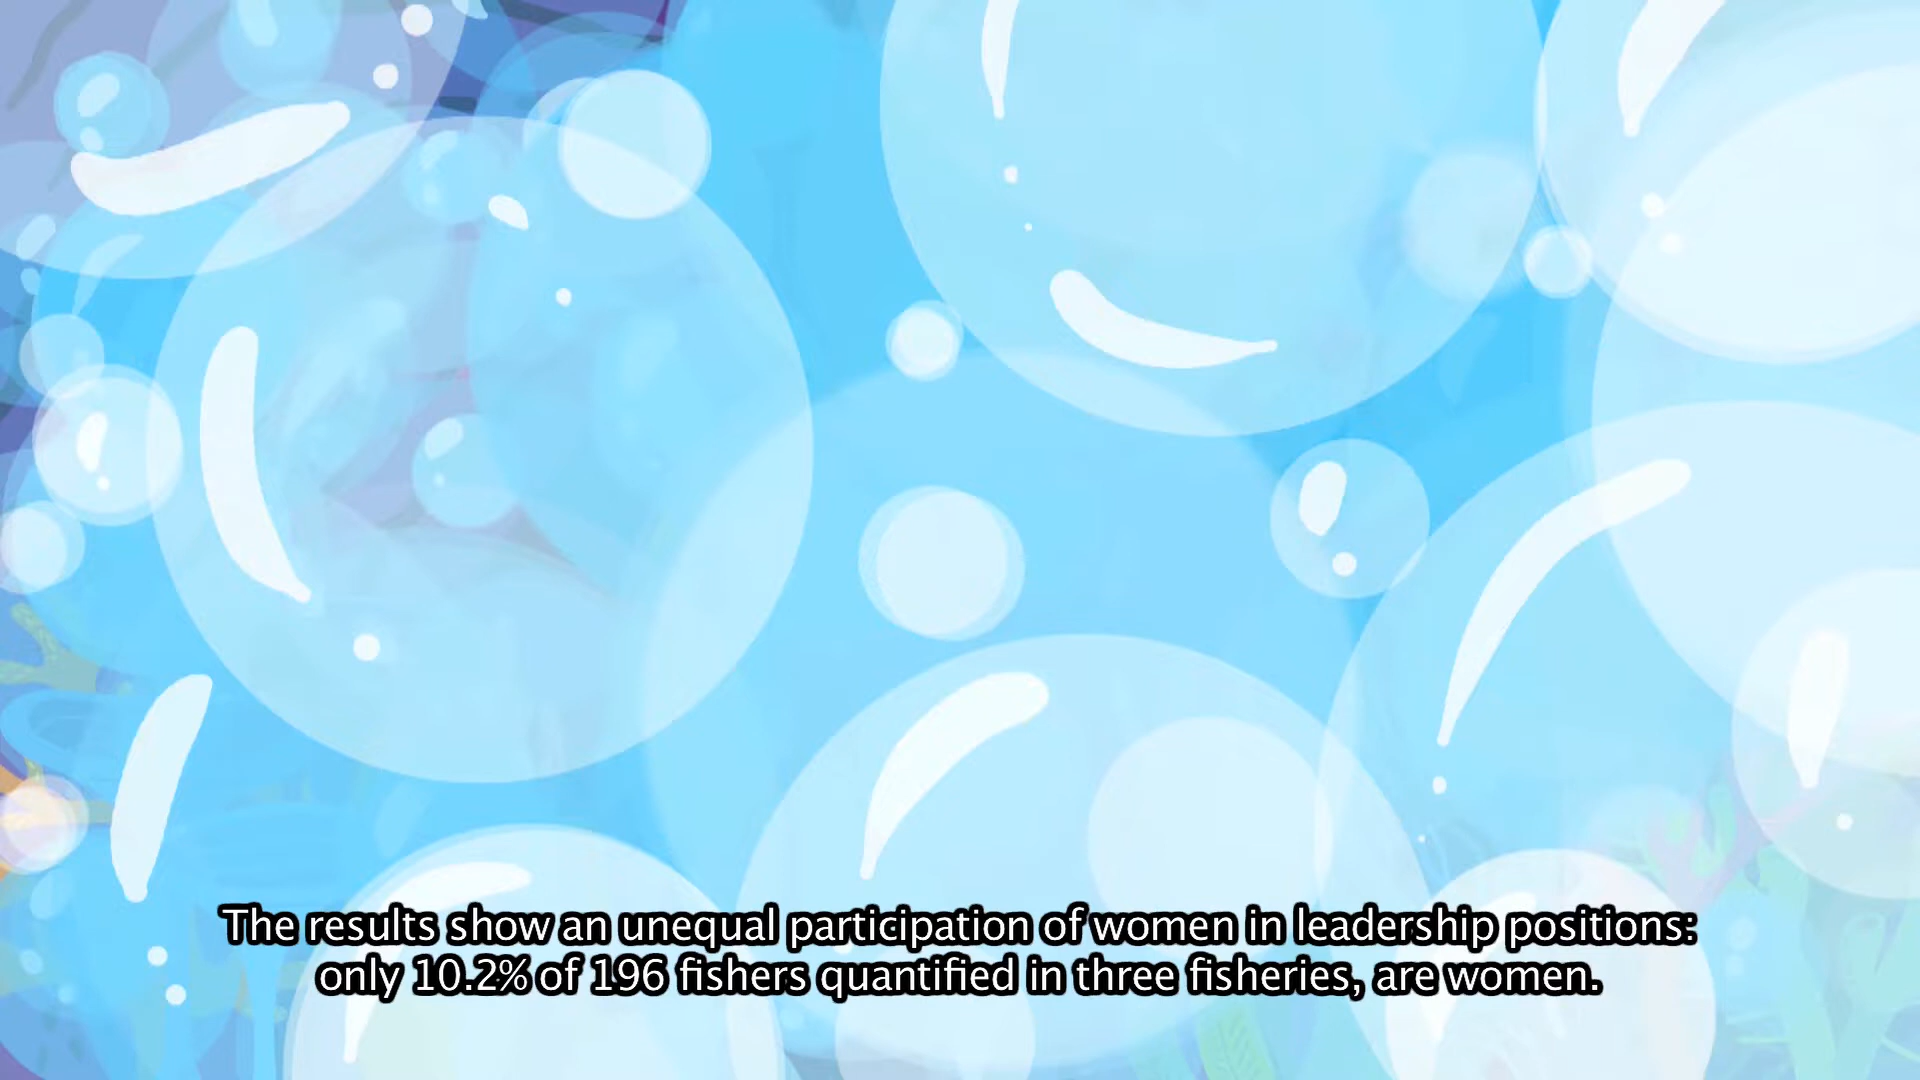 The results show an unequal participation of women in leadership positions:
only 10.2% of 196 fishers quantified in three fisheries, are women.